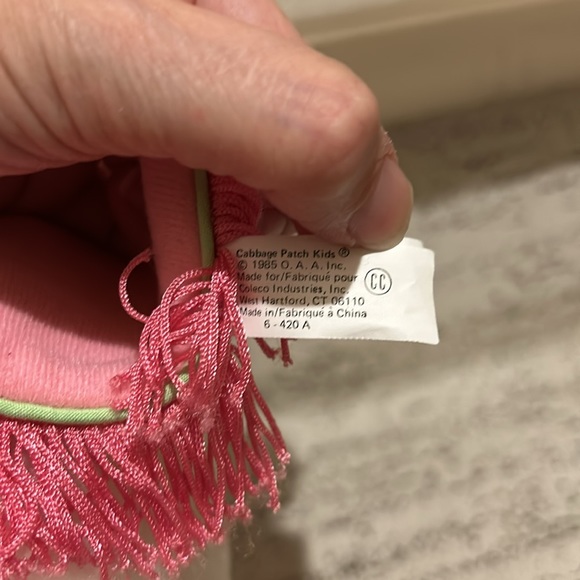 Cabbage Patch Kids ®
© 1985 O. A. A. Inc.
Made for/Fabriqué pour
Coleco Industries, Inc.
West Hartford, CT 06110
Made in/Fabriqué à China
6 - 420 A
CC